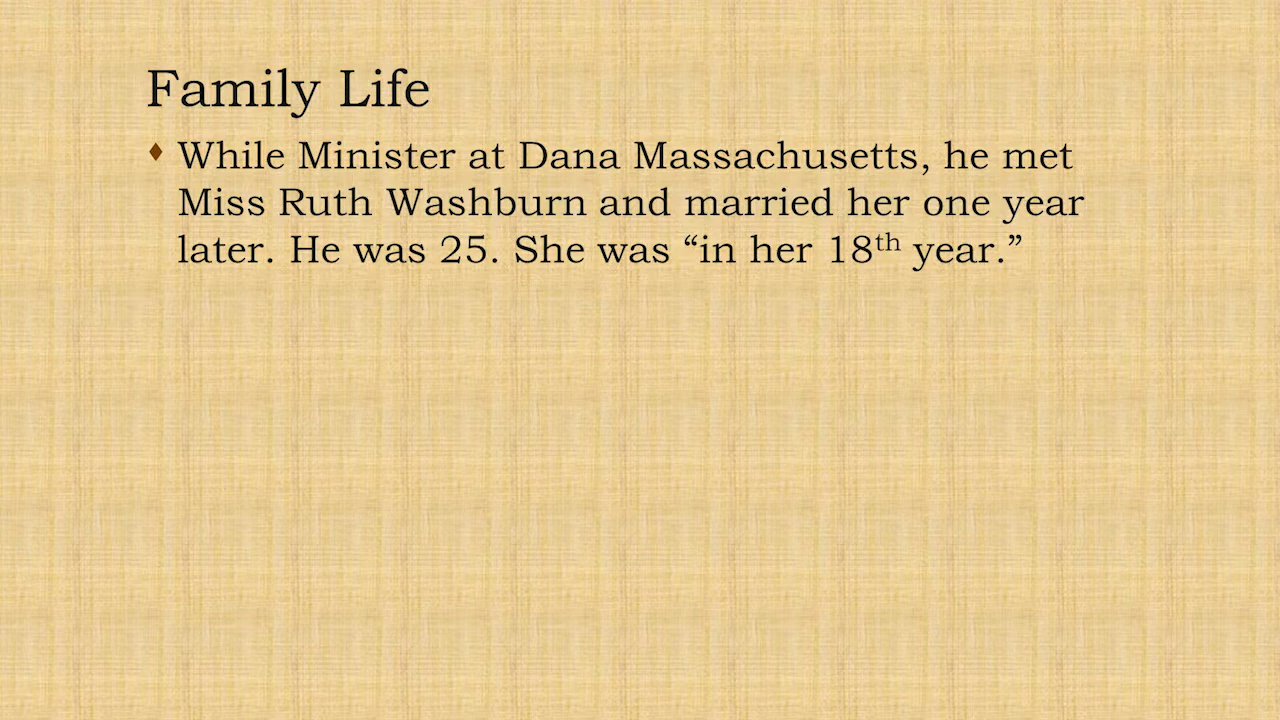 Family Life
While Minister at Dana Massachusetts, he met
Miss Ruth Washburn and married her one year
later. He was 25. She was “in her 18th year.”